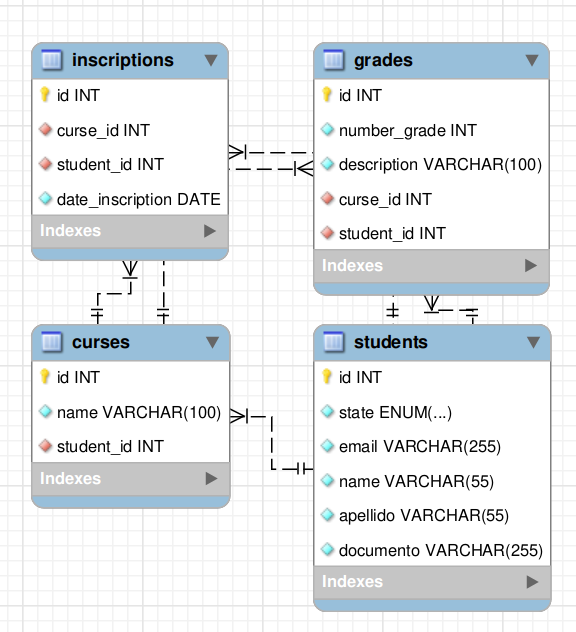 inscriptions
id INT
curse_id INT
student_id INT
date_inscription DATE
Indexes
grades
id INT
number_grade INT
description VARCHAR(100)
curse_id INT
student_id INT
Indexes
curses
id INT
name VARCHAR(100)
student_id INT
Indexes
students
id INT
state ENUM(...)
email VARCHAR(255)
name VARCHAR(55)
apellido VARCHAR(55)
documento VARCHAR(255)
Indexes